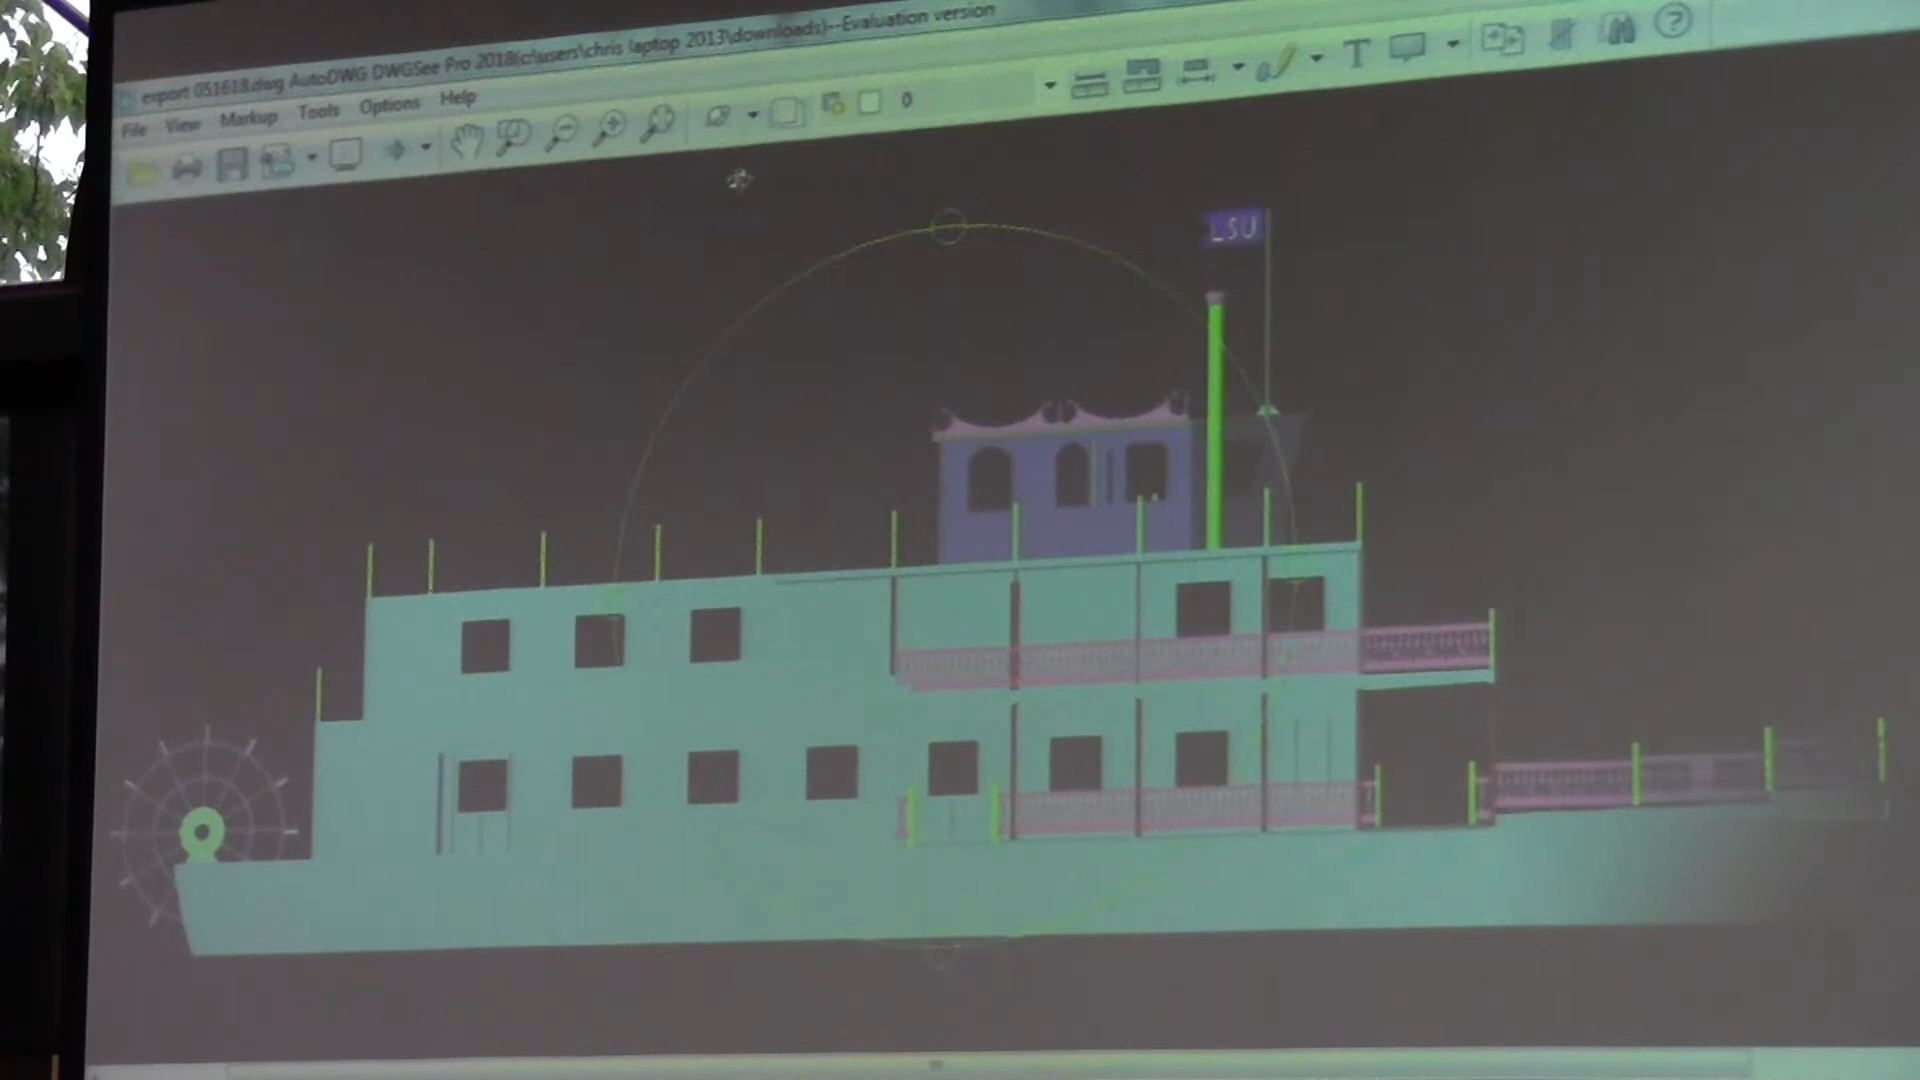 export 051618.dwg AutoDWG DWGSee Pro 2018(c:\users\chris laptop 2013\downloads)--Evaluation version
File View Markup Tools Options Help
0
T
?
LSU